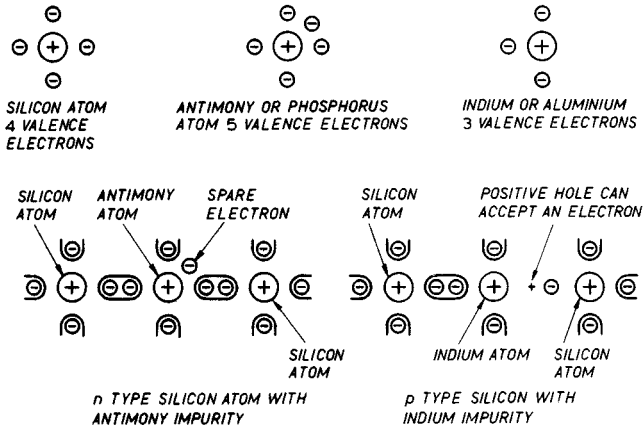 SILICON ATOM
4 VALENCE
ELECTRONS
ANTIMONY OR PHOSPHORUS
ATOM 5 VALENCE ELECTRONS
INDIUM OR ALUMINIUM
3 VALENCE ELECTRONS
SILICON
ATOM
ANTIMONY
ATOM
SPARE
ELECTRON
SILICON
ATOM
n TYPE SILICON ATOM WITH
ANTIMONY IMPURITY
SILICON
ATOM
POSITIVE HOLE CAN
ACCEPT AN ELECTRON
INDIUM ATOM
SILICON
ATOM
p TYPE SILICON WITH
INDIUM IMPURITY